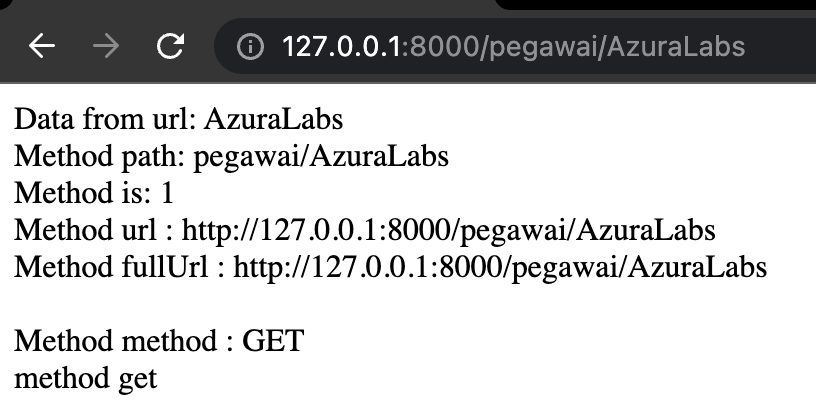 127.0.0.1:8000/pegawai/AzuraLabs
Data from url: AzuraLabs
Method path: pegawai/AzuraLabs
Method is: 1
Method url : http://127.0.0.1:8000/pegawai/AzuraLabs
Method fullUrl : http://127.0.0.1:8000/pegawai/AzuraLabs
Method method : GET
method get